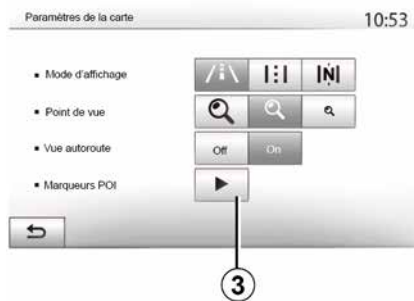 Paramètres de la carte 10:53
Mode d'affichage N
Point de vue
Vue autoroute Off On
Marqueurs POI
3